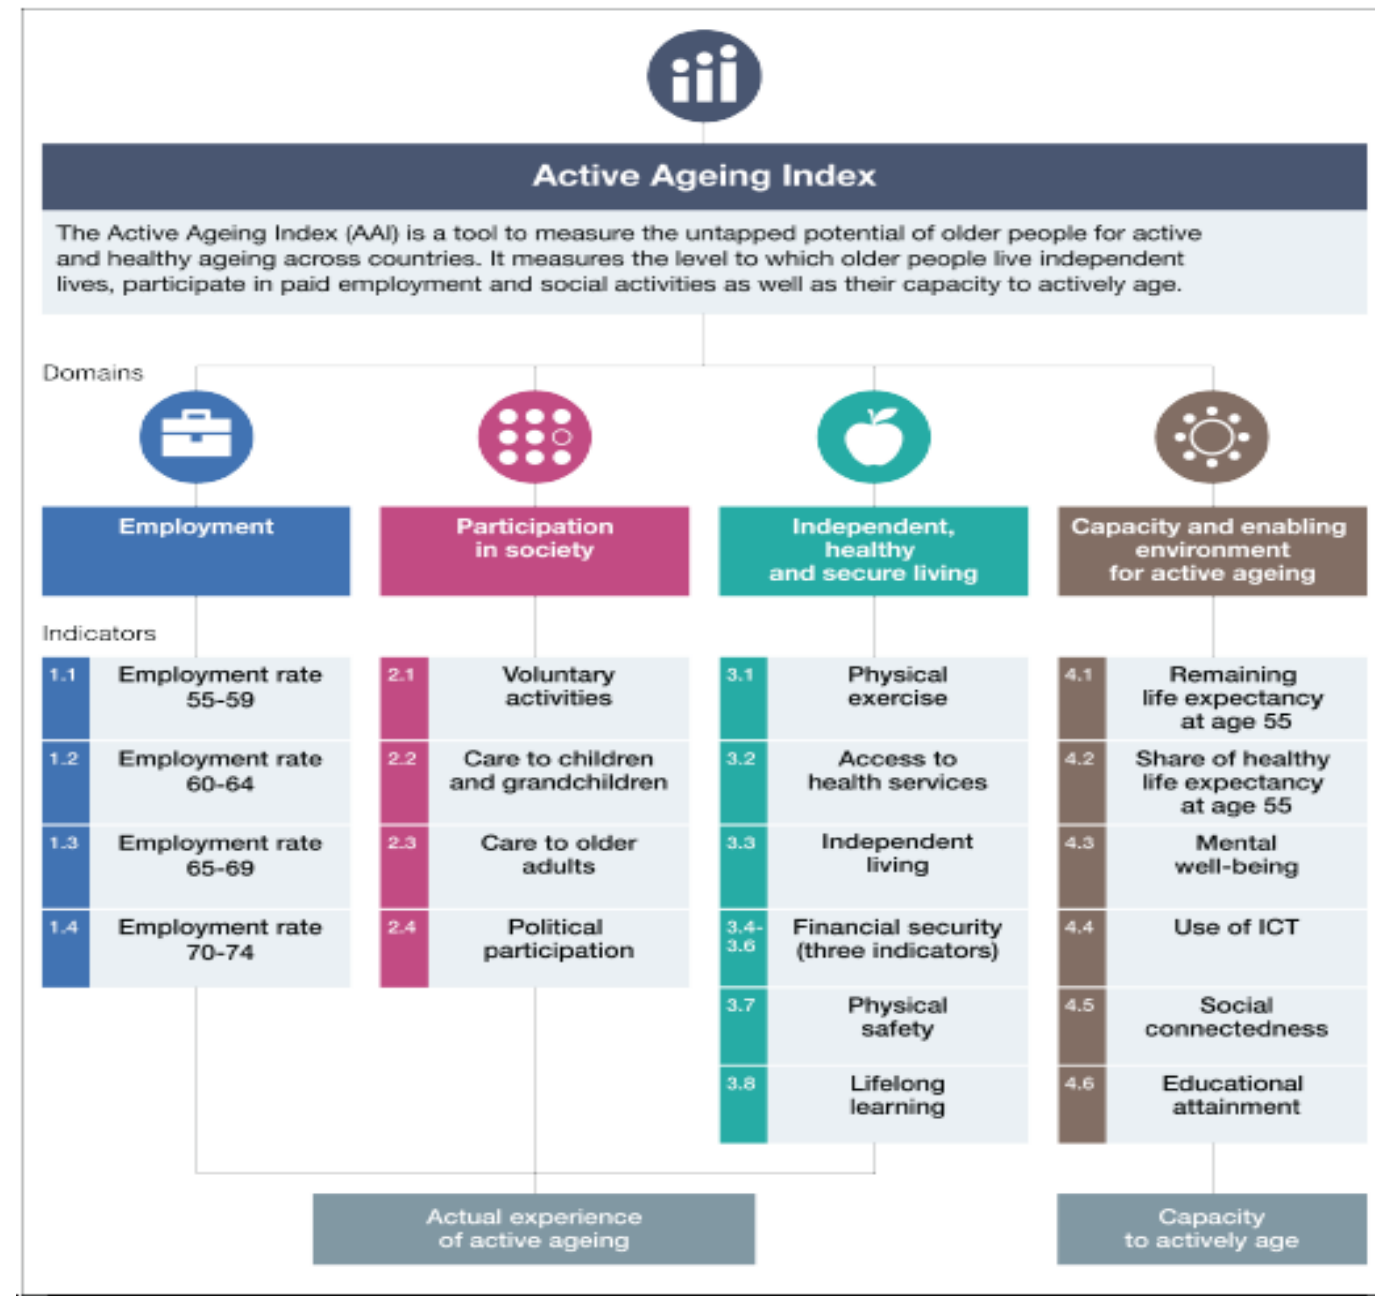 Active Ageing Index
The Active Ageing Index (AAI) is a tool to measure the untapped potential of older people for active
and healthy ageing across countries. It measures the level to which older people live independent
lives, participate in paid employment and social activities as well as their capacity to actively age.
Domains
Employment
Participation
in society
Independent,
healthy
and secure living
Capacity and enabling
environment
for active ageing
Indicators
1.1
Employment rate
55-59
1.2
Employment rate
60-64
1.3
Employment rate
65-69
1.4
Employment rate
70-74
2.1
Voluntary
activities
2.2
Care to children
and grandchildren
2.3
Care to older
adults
2.4
Political
participation
3.1
Physical
exercise
3.2
Access to
health services
3.3
Independent
living
3.4-
3.6
Financial security
(three indicators)
3.7
Physical
safety
3.8
Lifelong
learning
4.1
Remaining
life expectancy
at age 55
4.2
Share of healthy
life expectancy
at age 55
4.3
Mental
well-being
4.4
Use of ICT
4.5
Social
connectedness
4.6
Educational
attainment
Actual experience
of active ageing
Capacity
to actively age